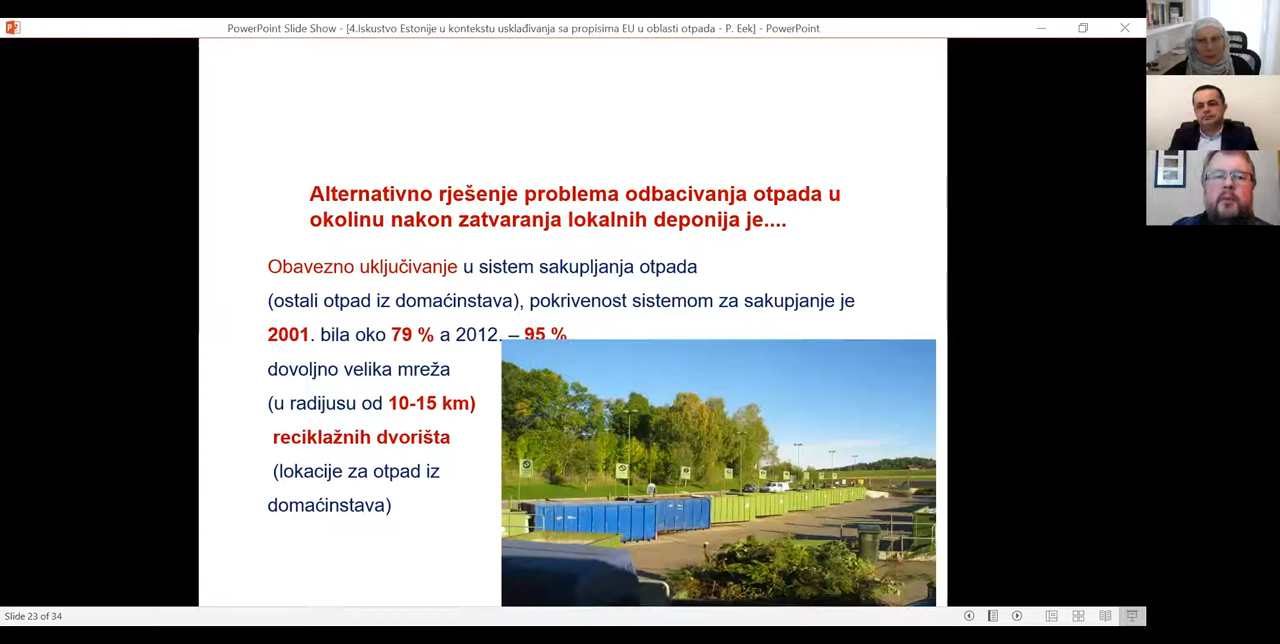 PowerPoint Slide Show - [4.Iskustvo Estonije u kontekstu usklađivanja sa propisima EU u oblasti otpada - P. Eek] - PowerPoint
Alternativno rješenje problema odbacivanja otpada u
okolinu nakon zatvaranja lokalnih deponija je....
Obavezno uključivanje u sistem sakupljanja otpada
(ostali otpad iz domaćinstava), pokrivenost sistemom za sakupjanje je
2001. bila oko 79 % a 2012. – 95 %
dovoljno velika mreža
(u radijusu od 10-15 km)
reciklažnih dvorišta
(lokacije za otpad iz
domaćinstava)
Slide 23 of 34